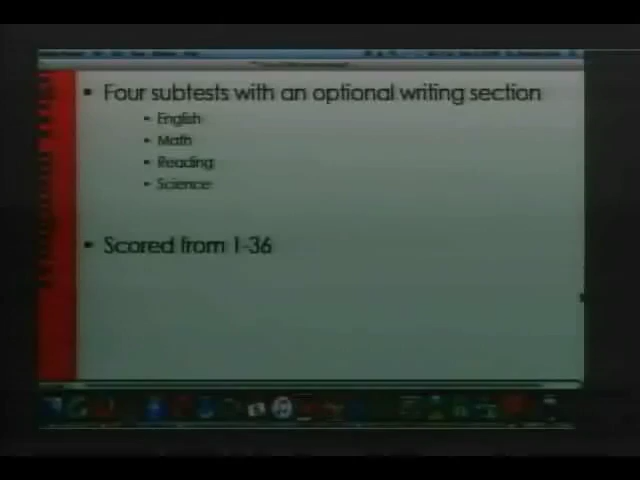 • Four subtests with an optional writing section
• English
• Math
• Reading
• Science
• Scored from 1-36